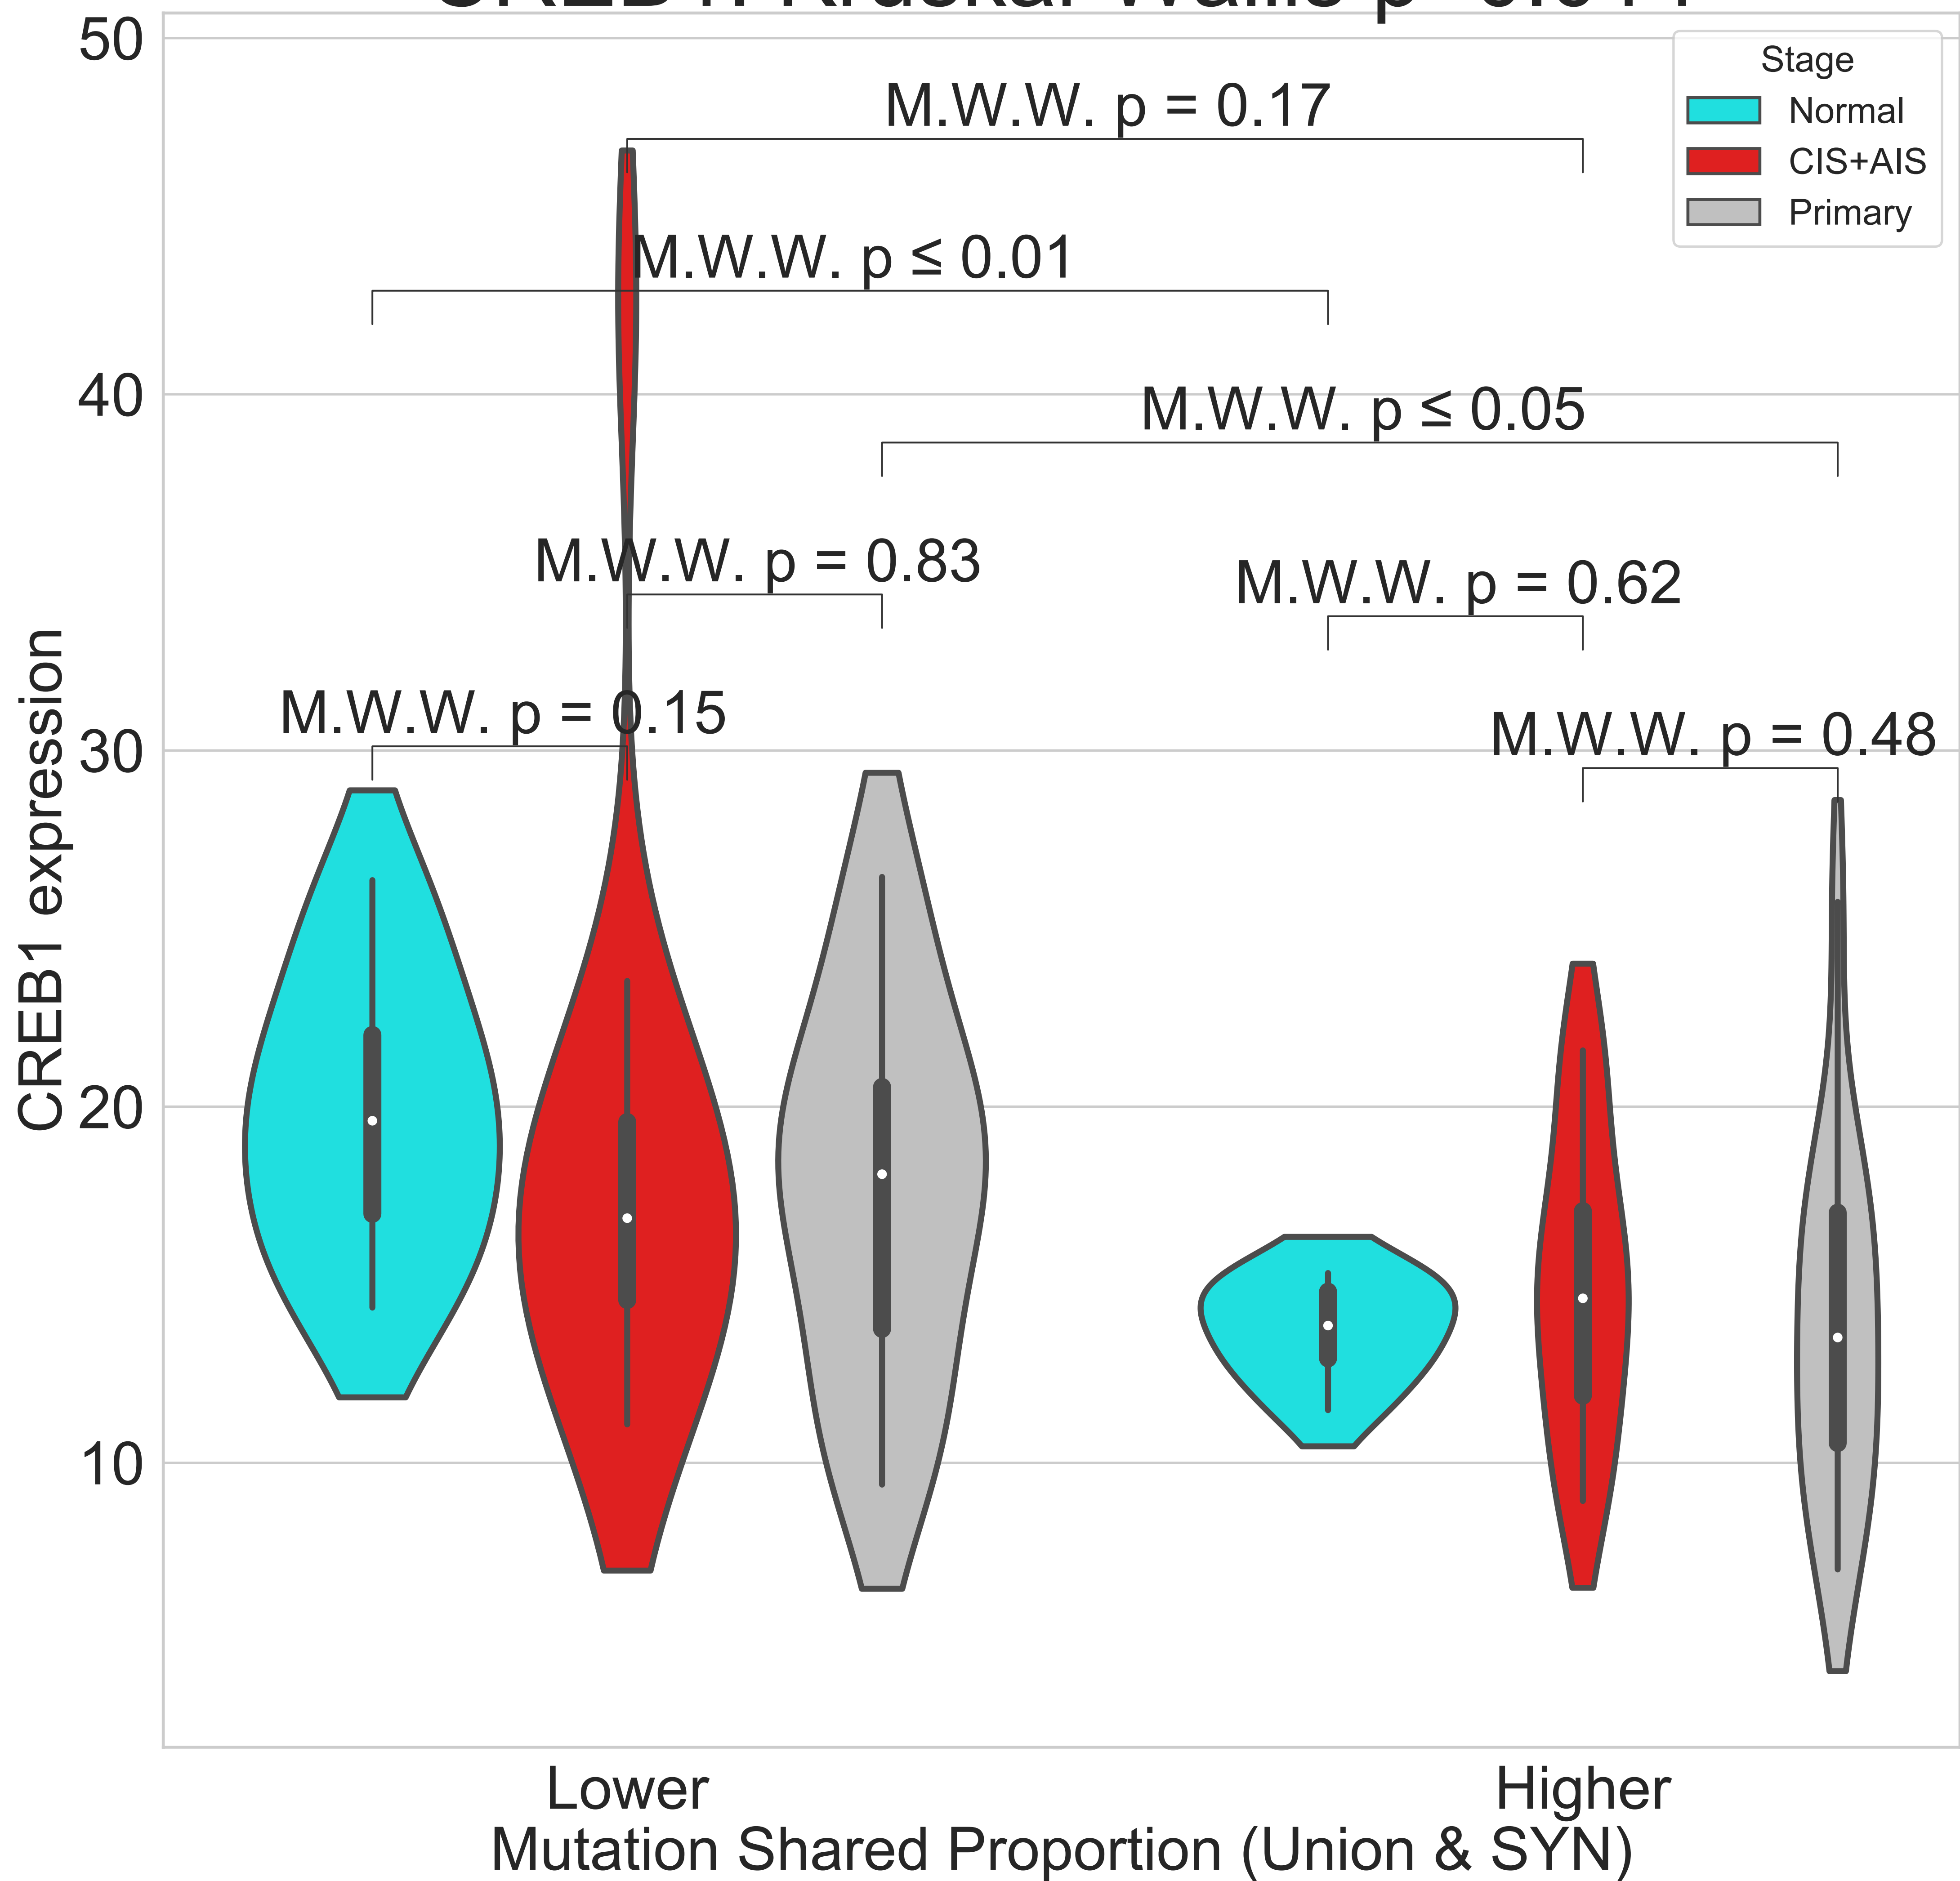 50
40
30
20
10
CREB1 expression
Stage
Normal
CIS+AIS
Primary
M.W.W. p = 0.17
M.W.W. p ≤ 0.01
M.W.W. p ≤ 0.05
M.W.W. p = 0.83
M.W.W. p = 0.62
M.W.W. p = 0.15
M.W.W. p = 0.48
Lower
Higher
Mutation Shared Proportion (Union & SYN)